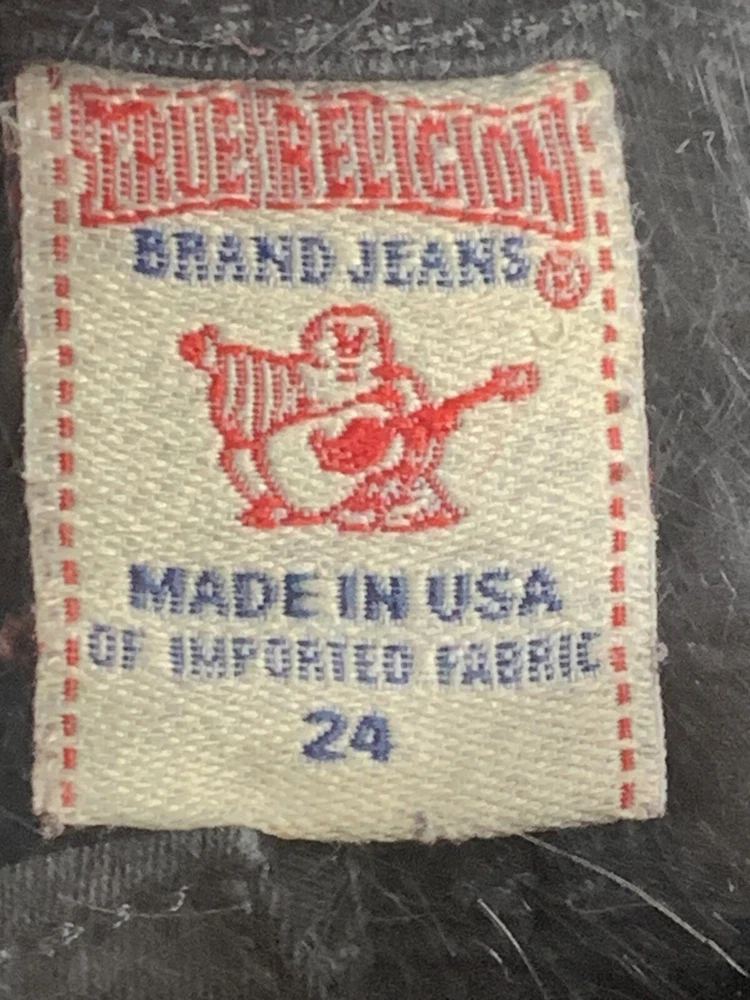 TRUE RELIGION
BRAND JEANS®
MADE IN USA
OF IMPORTED FABRIC
24